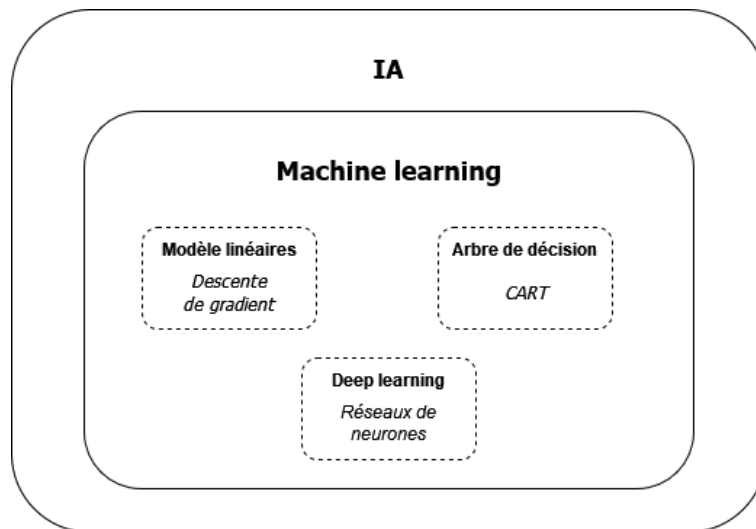 IA
Machine learning
Modèle linéaires
Descente
de gradient
Arbre de décision
CART
Deep learning
Réseaux de
neurones